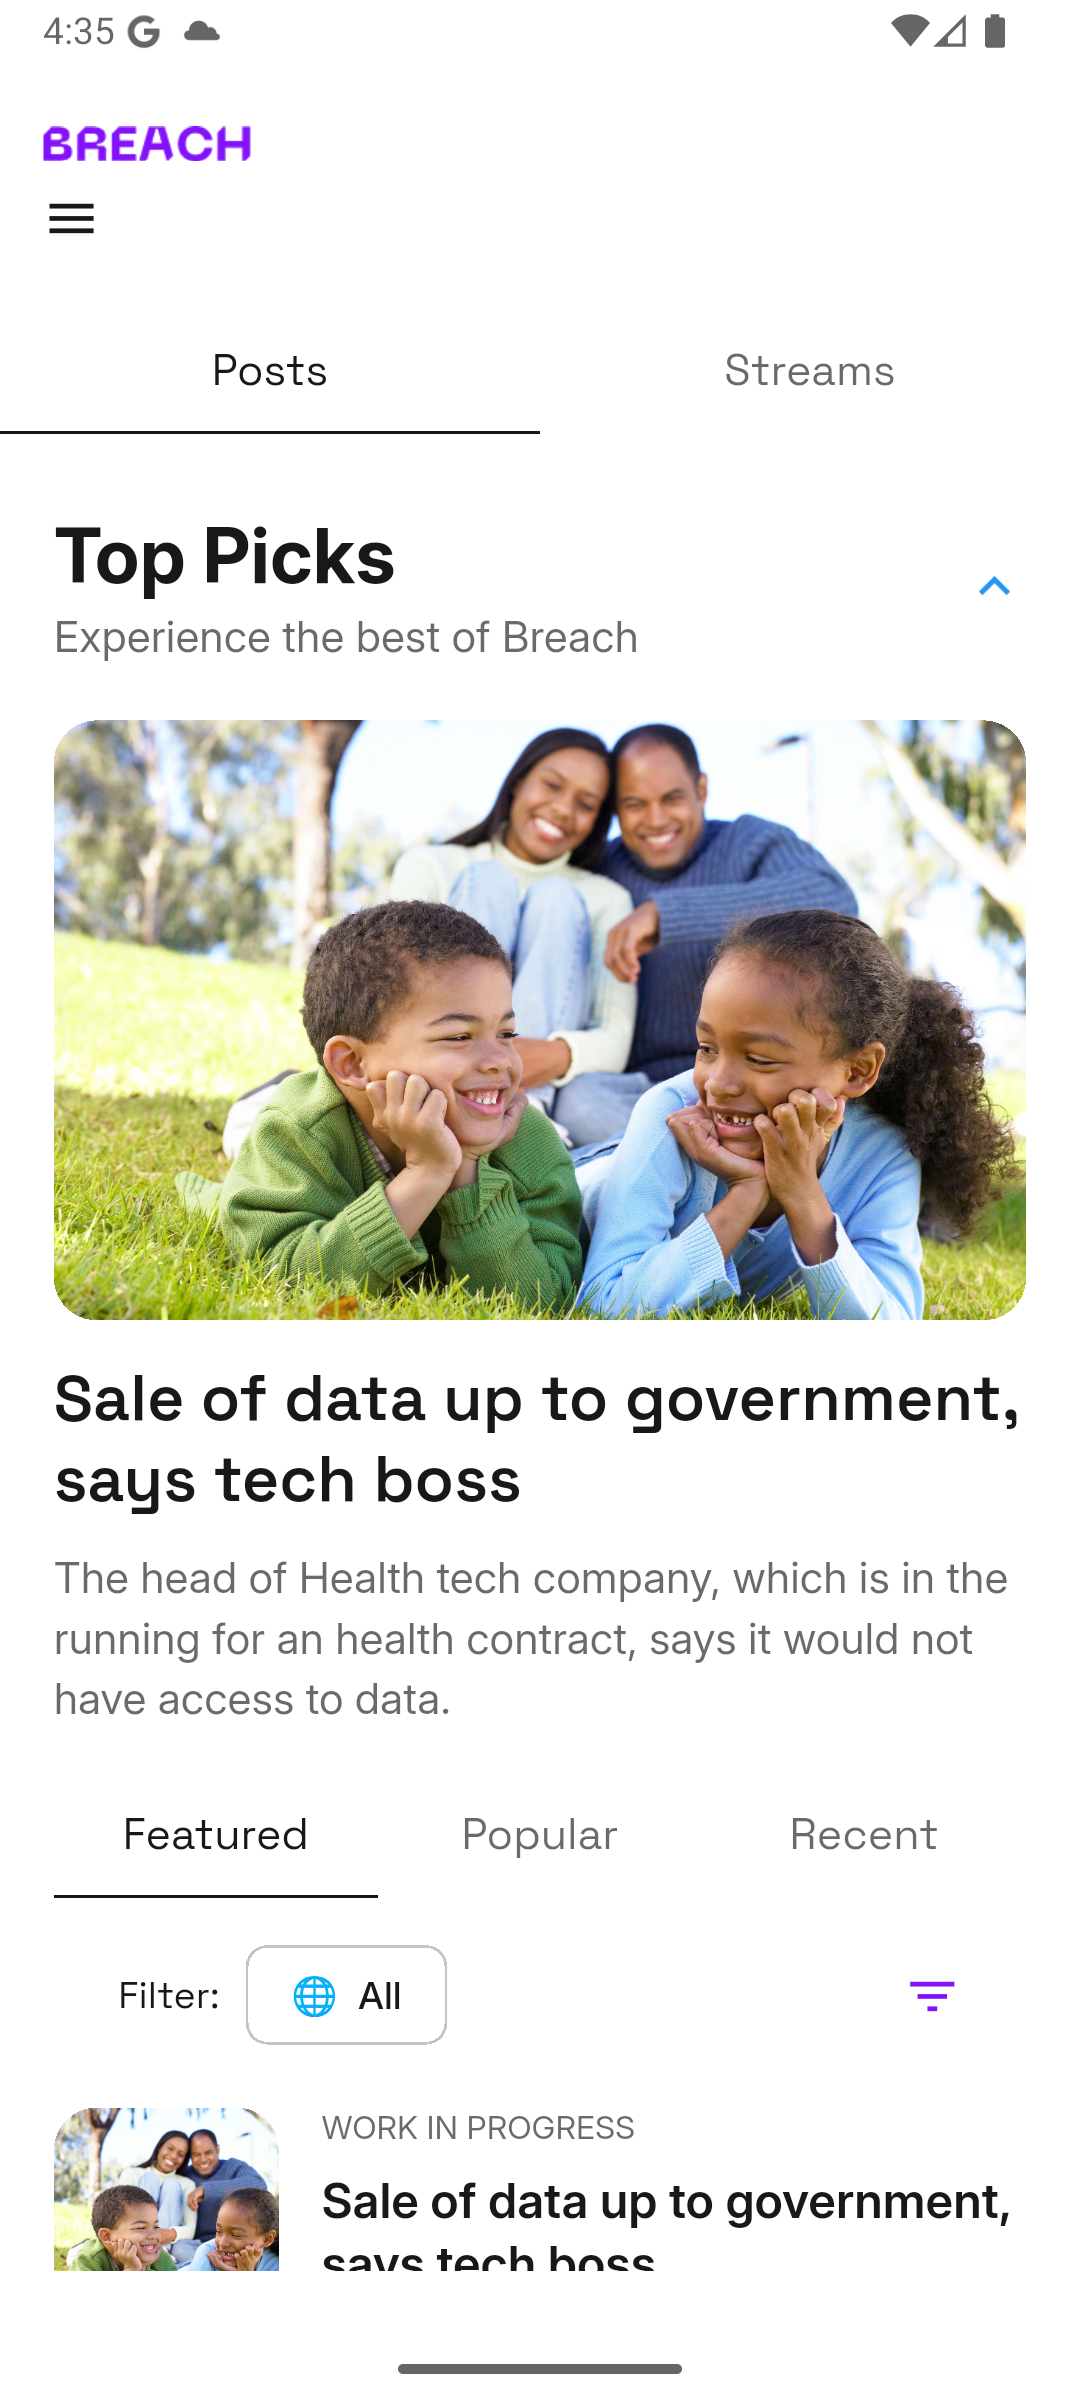 4:35
BREACH
Posts
Streams
Top Picks
Experience the best of Breach
Sale of data up to government,
says tech boss
The head of Health tech company, which is in the
running for an health contract, says it would not
have access to data.
Featured
Popular
Recent
Filter:
All
WORK IN PROGRESS
Sale of data up to government,
says tech boss